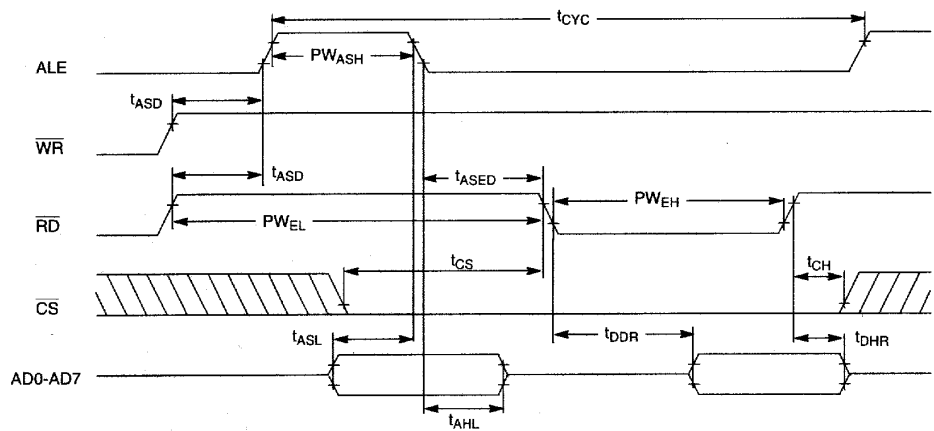 tCYC
ALE
PWASH
tASD
WR
tASD
tASED
RD
PWEL
PWEH
tCS
tCH
CS
tASL
tDDR
tDHR
AD0-AD7
tAHL